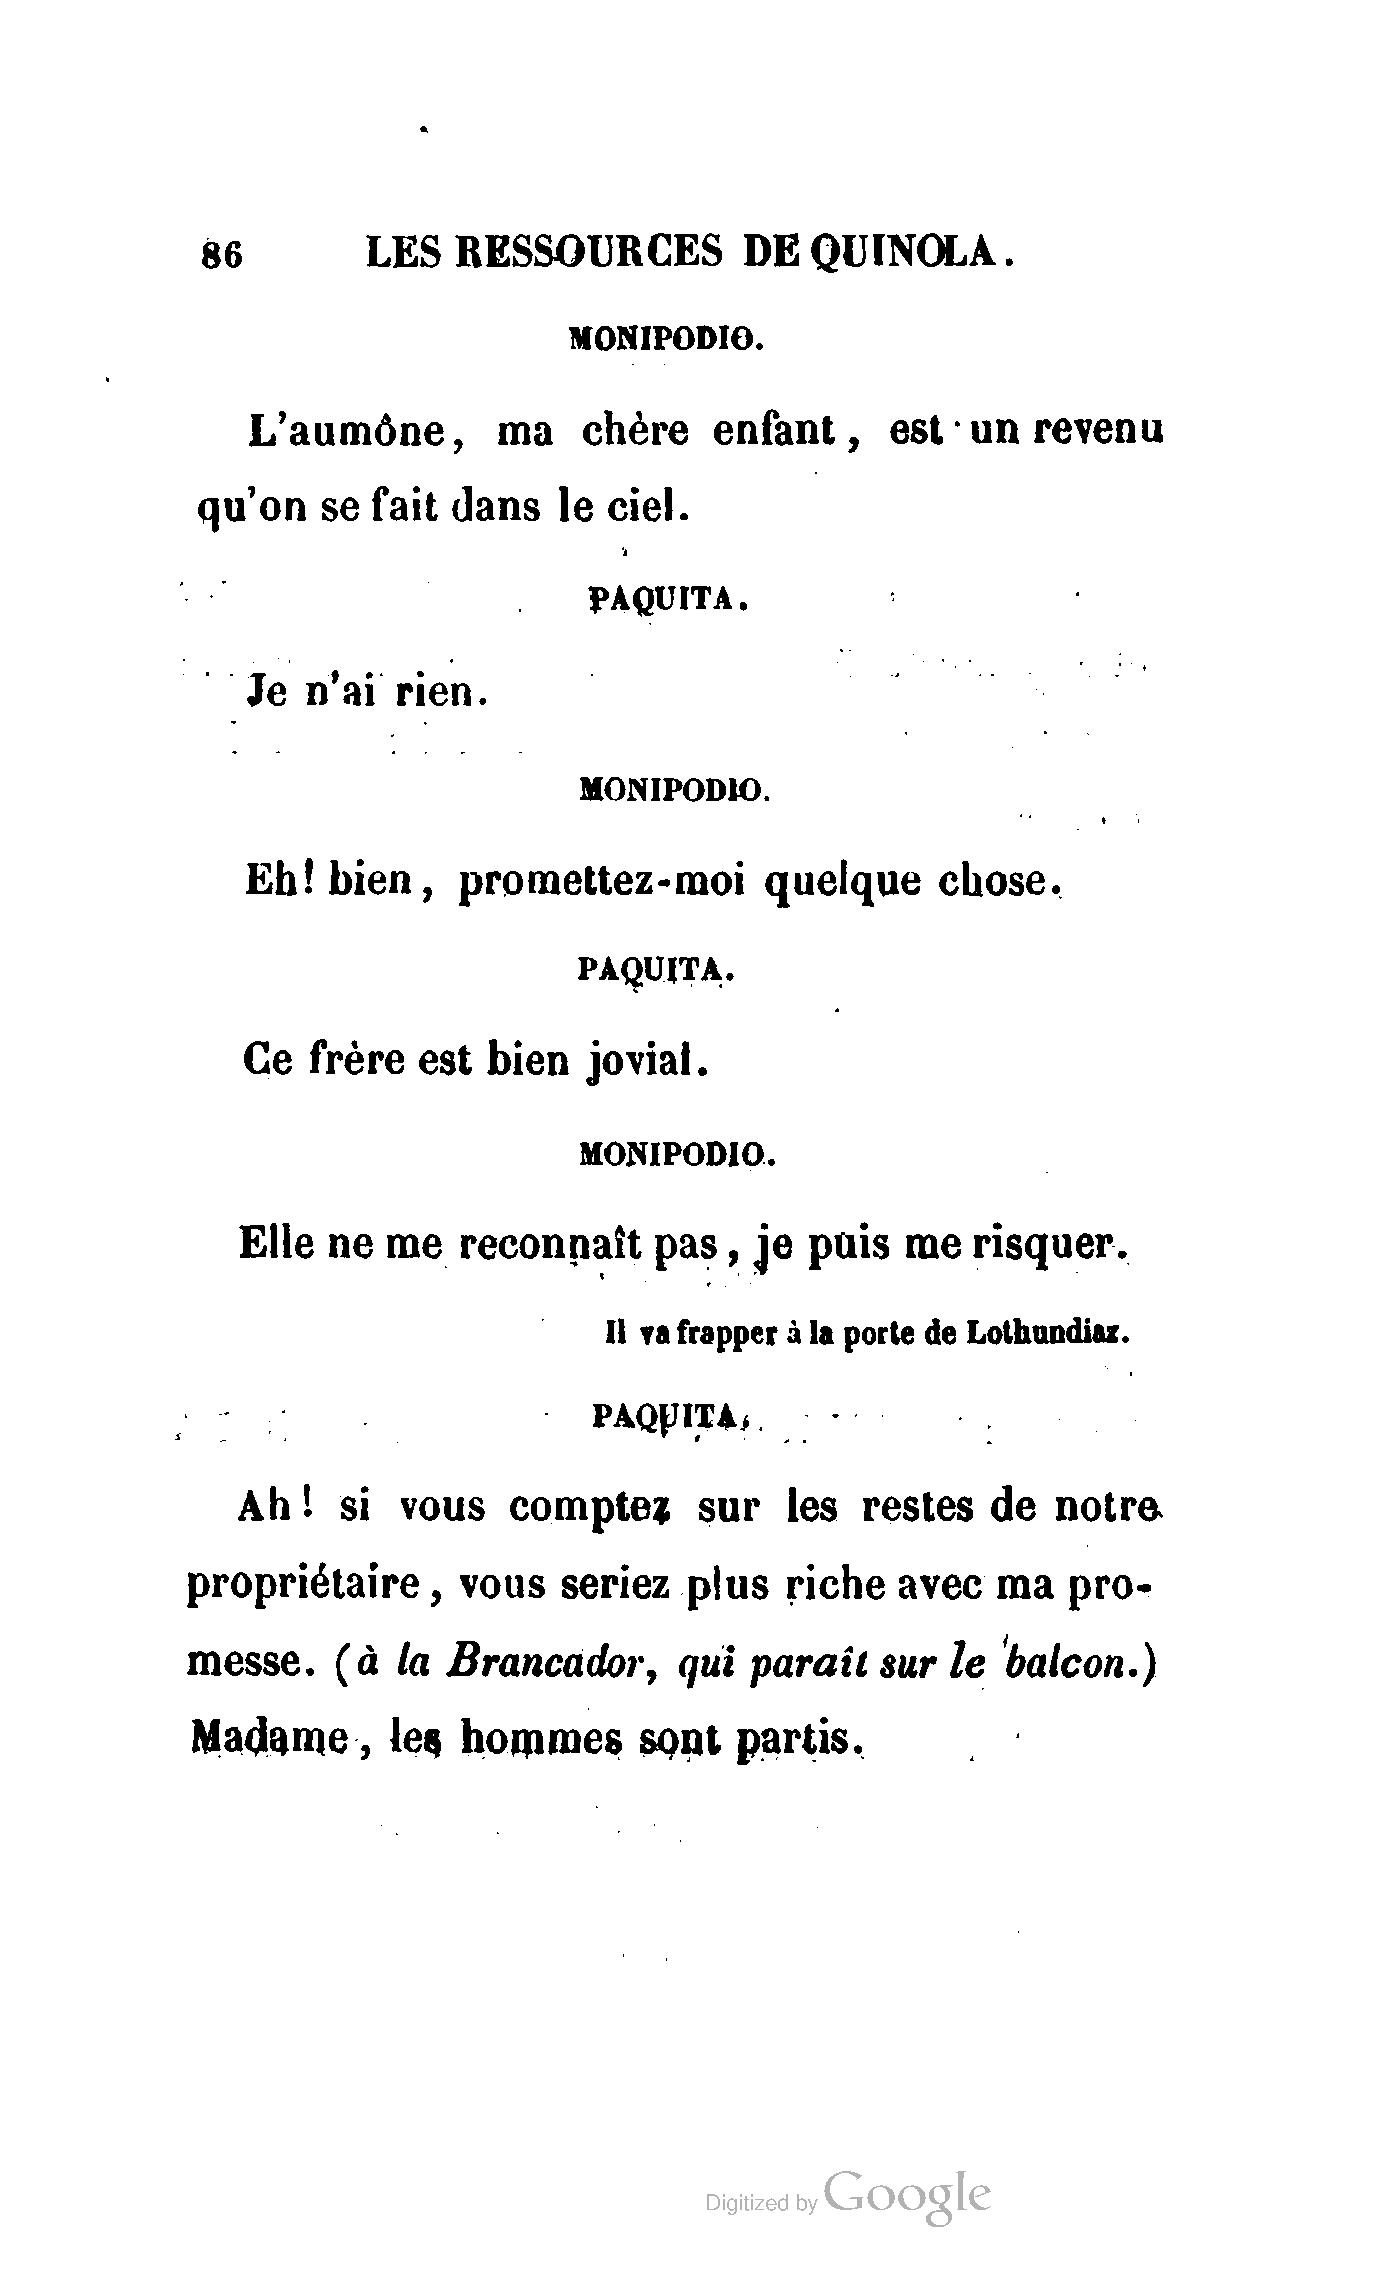 86 LES RESSOURCES DE QUINOLA.
MONIPODIO.
L'aumône, ma chère enfant, est un revenu
qu'on se fait dans le ciel.
PAQUITA.
Je n'ai rien.
MONIPODIO.
Eh! bien, promettez-moi quelque chose.
PAQUITA.
Ce frère est bien jovial.
MONIPODIO.
Elle ne me reconnaît pas, je puis me risquer.
Il va frapper à la porte de Lothundiaz.
PAQUITA.
Ah! si vous comptez sur les restes de notre
propriétaire, vous seriez plus riche avec ma pro-
messe. (à la Brancador, qui paraît sur le balcon.)
Madame, les hommes sont partis.
Digitized by Google